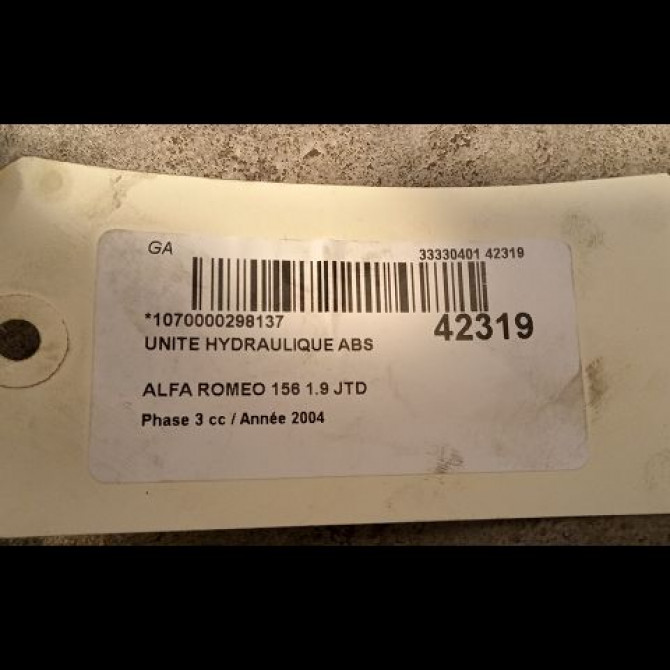 GA
33330401 42319
*1070000298137
42319
UNITE HYDRAULIQUE ABS
ALFA ROMEO 156 1.9 JTD
Phase 3 cc / Année 2004